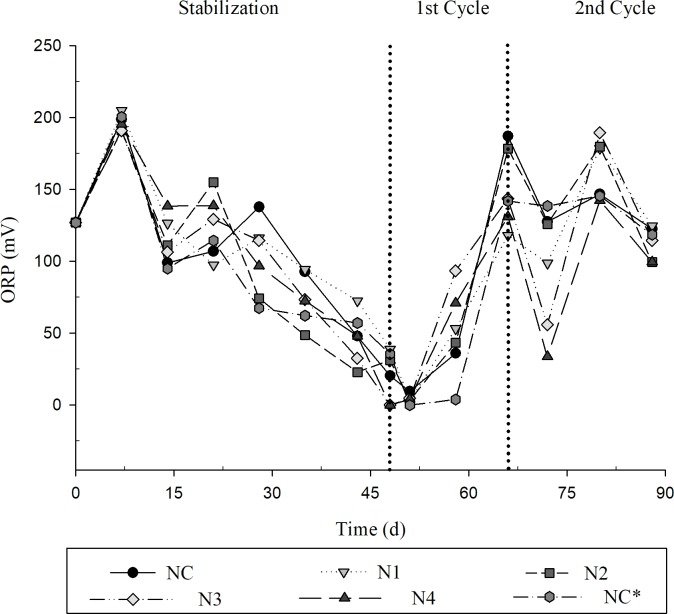 Stabilization 1st Cycle 2nd Cycle
250
200
150
100
50
0
ORP (mV)
0 15 30 45 60 75 90
Time (d)
NC N1 N2
N3 N4 NC*